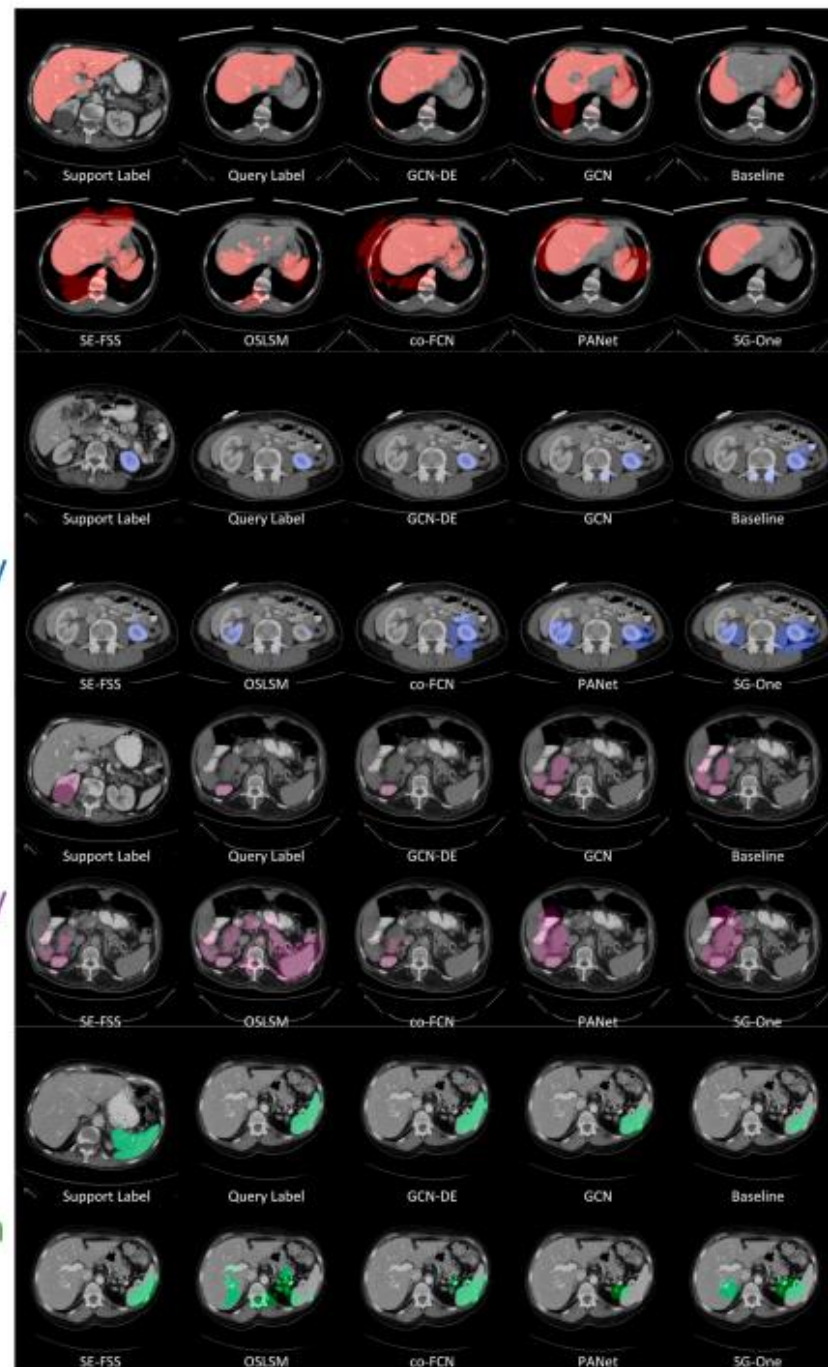 Support Label Query Label GCN-DE GCN Baseline
SE-FSS OSLSM co-FCN PANet SG-One
Support Label Query Label GCN-DE GCN Baseline
y
SE-FSS OSLSM co-FCN PANet SG-One
Support Label Query Label GCN-DE GCN Baseline
y
SE-FSS OSLSM co-FCN PANet SG-One
Support Label Query Label GCN-DE GCN Baseline
n
SE-FSS OSLSM co-FCN PANet SG-One